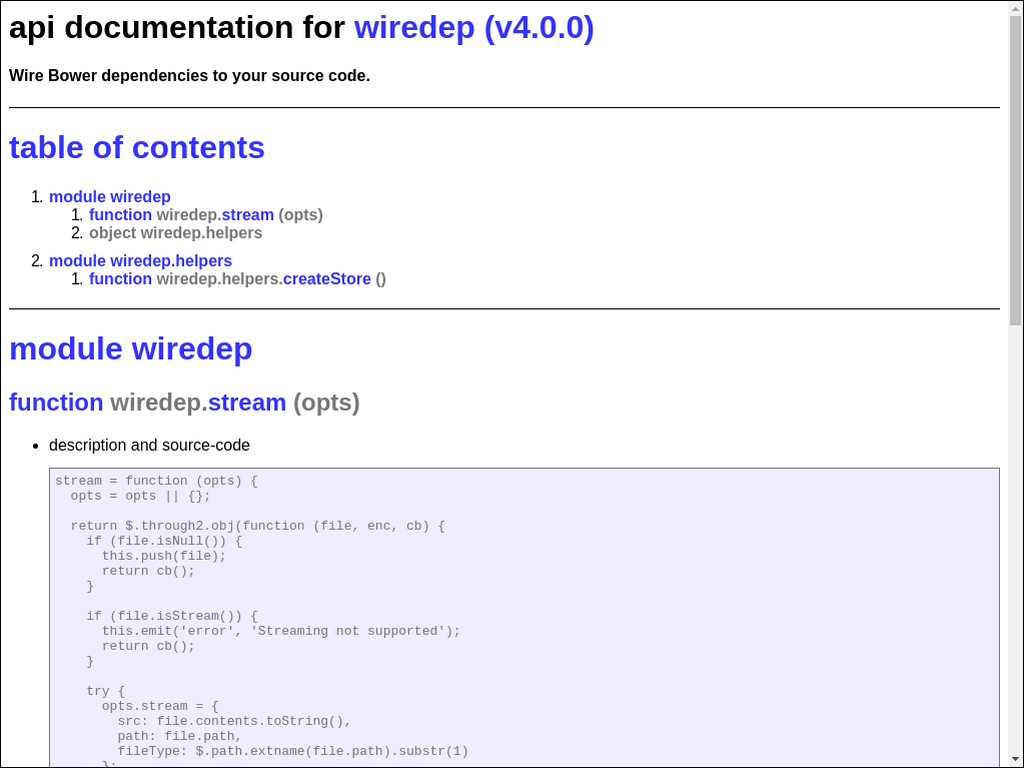 api documentation for wiredep (v4.0.0)
Wire Bower dependencies to your source code.
table of contents
1. module wiredep
1. function wiredep.stream (opts)
2. object wiredep.helpers
2. module wiredep.helpers
1. function wiredep.helpers.createStore ()
module wiredep
function wiredep.stream (opts)
• description and source-code
stream = function (opts) {
  opts = opts || {};
  return $.through2.obj(function (file, enc, cb) {
    if (file.isNull()) {
      this.push(file);
      return cb();
    }
    if (file.isStream()) {
      this.emit('error', 'Streaming not supported');
      return cb();
    }
    try {
      opts.stream = {
        src: file.contents.toString(),
        path: file.path,
        fileType: $.path.extname(file.path).substr(1)
      };